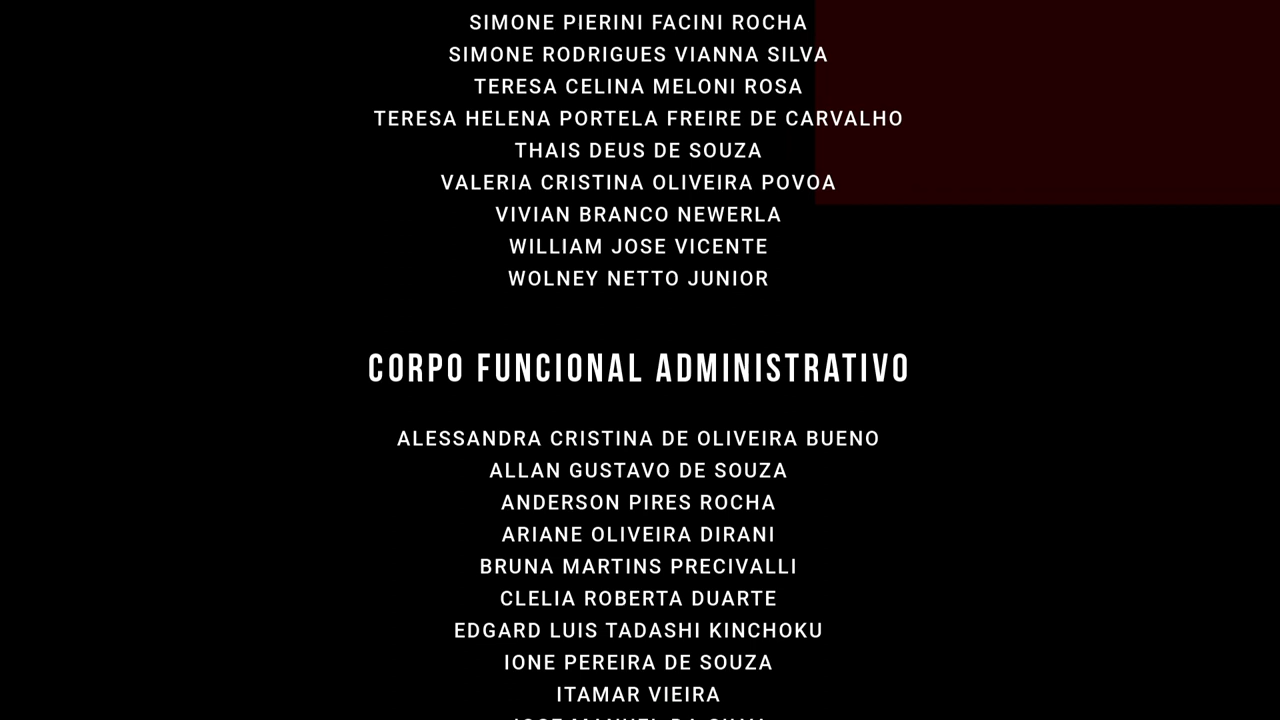 SIMONE PIERINI FACINI ROCHA
SIMONE RODRIGUES VIANNA SILVA
TERESA CELINA MELONI ROSA
TERESA HELENA PORTELA FREIRE DE CARVALHO
THAIS DEUS DE SOUZA
VALERIA CRISTINA OLIVEIRA POVOA
VIVIAN BRANCO NEWERLA
WILLIAM JOSE VICENTE
WOLNEY NETTO JUNIOR
CORPO FUNCIONAL ADMINISTRATIVO
ALESSANDRA CRISTINA DE OLIVEIRA BUENO
ALLAN GUSTAVO DE SOUZA
ANDERSON PIRES ROCHA
ARIANE OLIVEIRA DIRANI
BRUNA MARTINS PRECIVALLI
CLELIA ROBERTA DUARTE
EDGARD LUIS TADASHI KINCHOKU
IONE PEREIRA DE SOUZA
ITAMAR VIEIRA